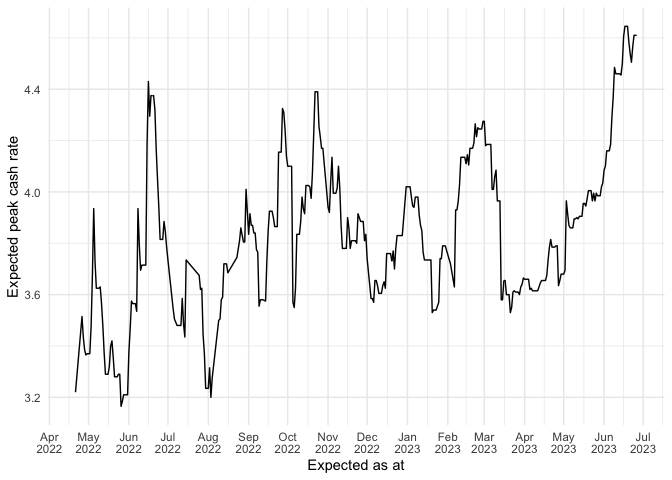 Expected peak cash rate
4.4
4.0
3.6
3.2
Apr May Jun Jul Aug Sep Oct Nov Dec Jan Feb Mar Apr May Jun Jul
2022 2022 2022 2022 2022 2022 2022 2022 2022 2023 2023 2023 2023 2023 2023 2023
Expected as at